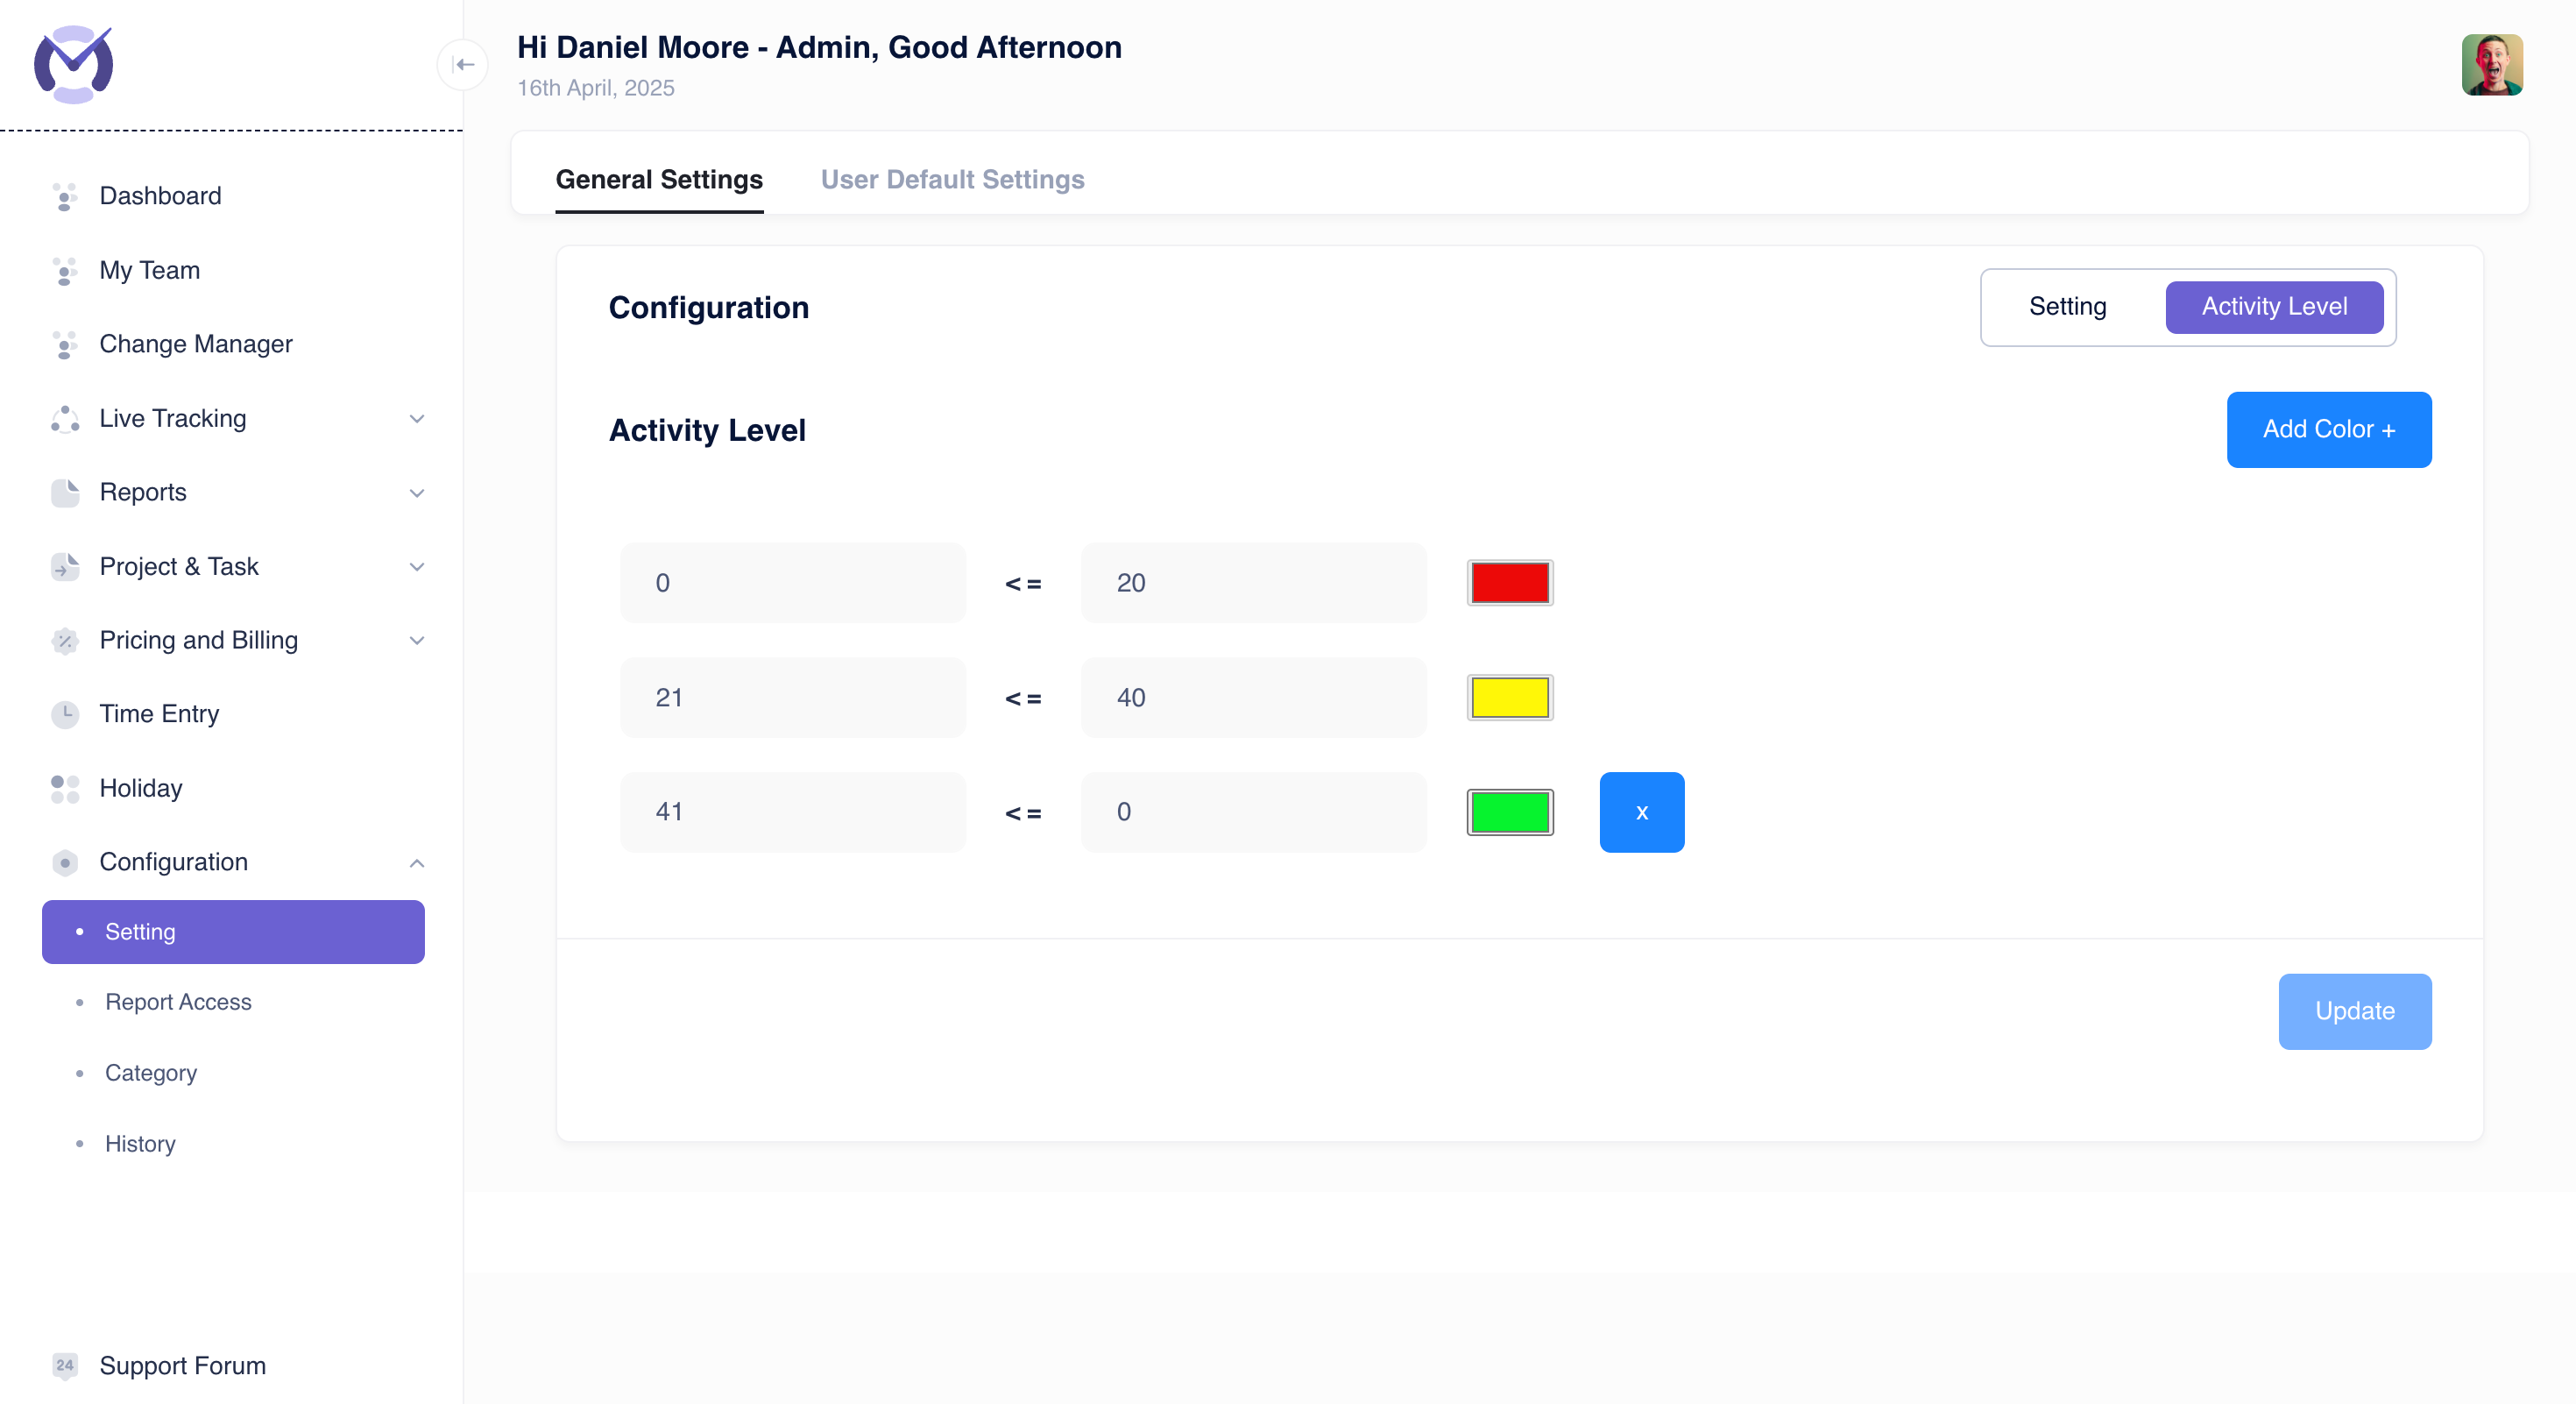 Hi Daniel Moore - Admin, Good Afternoon
16th April, 2025
Dashboard
My Team
Change Manager
Live Tracking
Reports
Project & Task
Pricing and Billing
Time Entry
Holiday
Configuration
Setting
Report Access
Category
History
24 Support Forum
General Settings User Default Settings
Configuration
Setting Activity Level
Activity Level
Add Color +
0 <= 20
21 <= 40
41 <= 0 x
Update